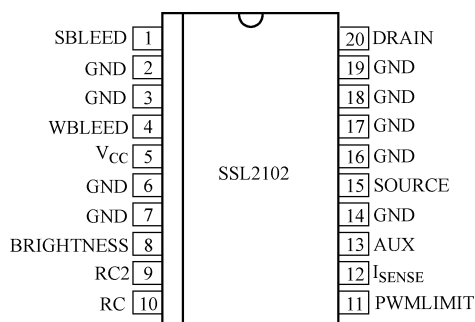 SBLEED 1 20 DRAIN
GND 2 19 GND
GND 3 18 GND
WBLEED 4 17 GND
VCC 5 16 GND
SSL2102
GND 6 15 SOURCE
GND 7 14 GND
BRIGHTNESS 8 13 AUX
RC2 9 12 ISENSE
RC 10 11 PWMLIMIT